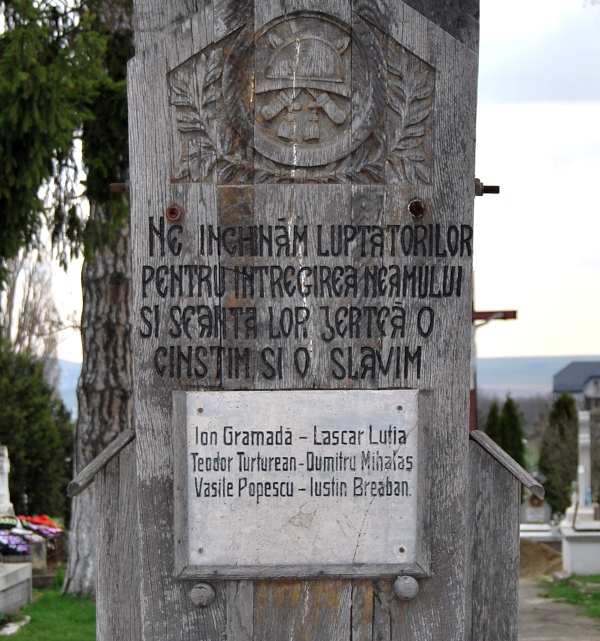 NE INCHINĂM LUPTATORILOR
PENTRU INTREGIREA NEAMULUI
SI SFANTA LOR JERTFĂ O
CINSTIM SI O SLAVIM
Ion Gramadă – Lascar Luția
Teodor Turturean - Dumitru Mihalaș
Vasile Popescu – Iustin Breaban.